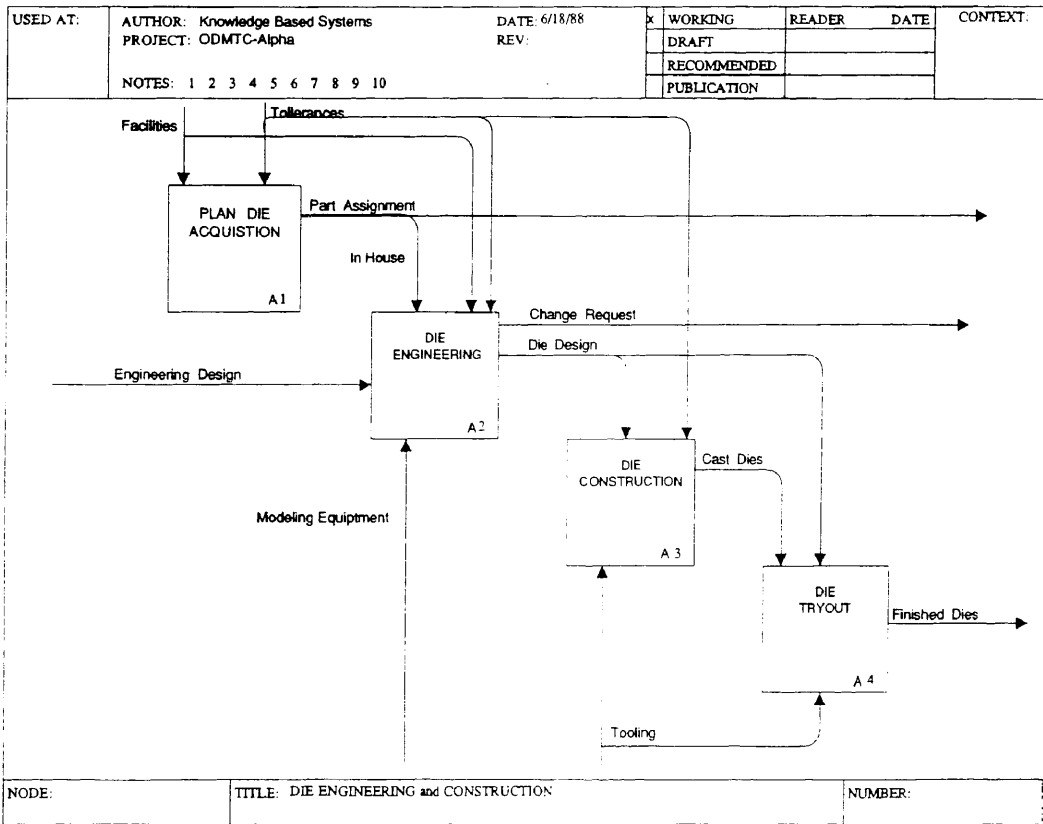 USED AT:
AUTHOR: Knowledge Based Systems
DATE: 6/18/88
x WORKING
READER DATE
CONTEXT:
PROJECT: ODMTC-Alpha
REV:
DRAFT
RECOMMENDED
NOTES: 1 2 3 4 5 6 7 8 9 10
PUBLICATION
Facilities
Tollerances
PLAN DIE
ACQUISTION
A1
Part Assignment
In House
DIE
ENGINEERING
A2
Change Request
Die Design
Engineering Design
DIE
CONSTRUCTION
A 3
Cast Dies
Modeling Equiptment
DIE
TRYOUT
A 4
Finished Dies
Tooling
NODE:
TITLE: DIE ENGINEERING and CONSTRUCTION
NUMBER: